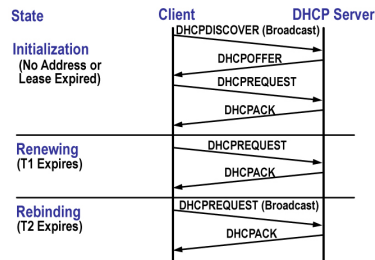 State
Client
DHCP Server
DHCPDISCOVER (Broadcast)
Initialization
(No Address or
Lease Expired)
DHCPOFFER
DHCPREQUEST
DHCPACK
Renewing
(T1 Expires)
DHCPREQUEST
DHCPACK
Rebinding
(T2 Expires)
DHCPREQUEST (Broadcast)
DHCPACK